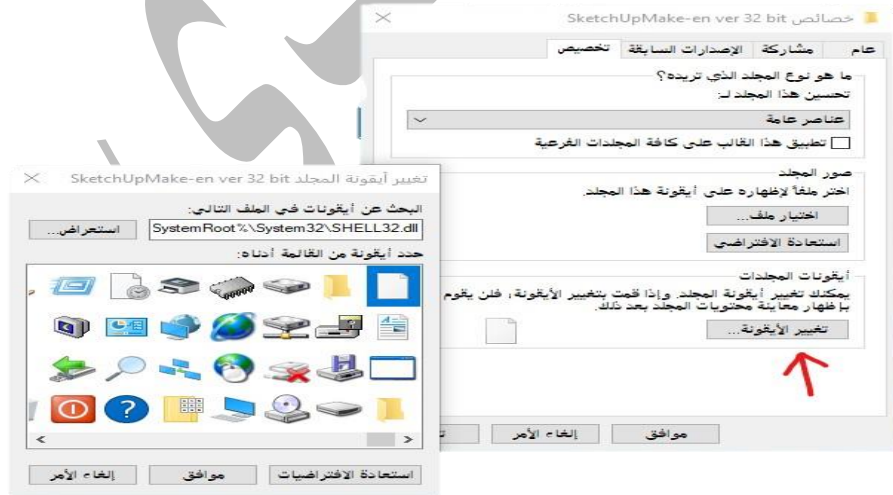 خصائص SketchUpMake-en ver 32 bit
عام
مشاركة
الإصدارات السابقة
تخصيص
ما هو نوع المجلد الذي تريده؟
تحسين هذا المجلد لـ:
عناصر عامة
تطبيق هذا القالب على كافة المجلدات الفرعية
صور المجلد
اختر ملفاً لإظهاره على أيقونة هذا المجلد.
اختيار ملف...
استعادة الافتراضي
أيقونات المجلدات
يمكنك تغيير أيقونة المجلد. وإذا قمت بتغيير الأيقونة، فلن يقوم
بإظهار معاينة محتويات المجلد بعد ذلك.
تغيير الأيقونة...
موافق
إلغاء الأمر
تغيير أيقونة المجلد SketchUpMake-en ver 32 bit
البحث عن أيقونات في الملف التالي:
SystemRoot%\System32\SHELL32.dll
استعراض...
حدد أيقونة من القائمة أدناه:
استعادة الافتراضيات
موافق
إلغاء الأمر